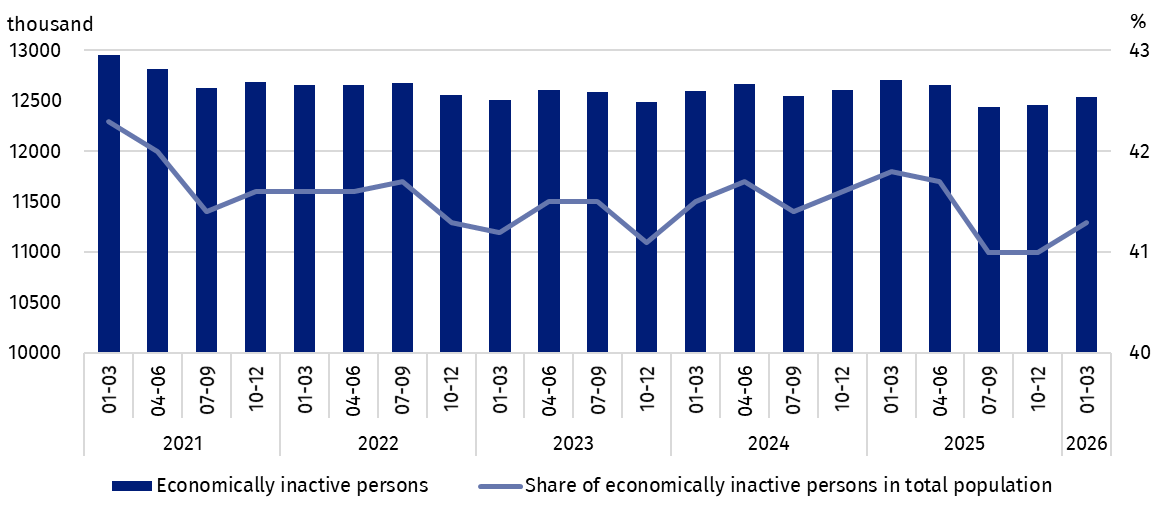 thousand
%
13000
43
12500
12000
42
11500
11000
41
10500
10000
40
01-03 04-06 07-09 10-12 01-03 04-06 07-09 10-12 01-03 04-06 07-09 10-12 01-03 04-06 07-09 10-12 01-03 04-06 07-09 10-12 01-03
2021 2022 2023 2024 2025 2026
Economically inactive persons
Share of economically inactive persons in total population